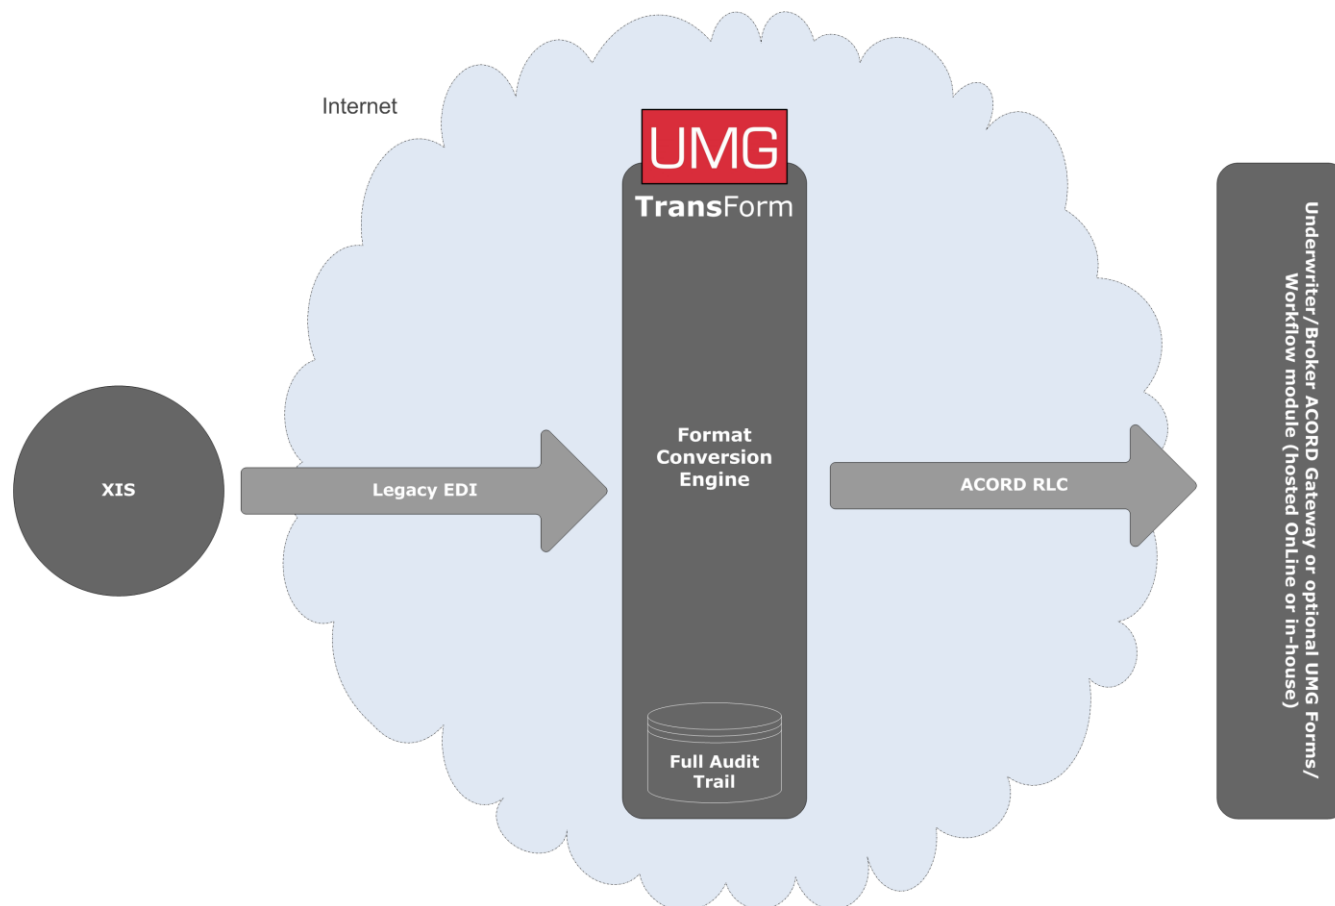 Internet
UMG
TransForm
XIS
Legacy EDI
Format
Conversion
Engine
ACORD RLC
Full Audit
Trail
Underwriter/Broker ACORD Gateway or optional UMG Forms/
Workflow module (hosted OnLine or in-house)